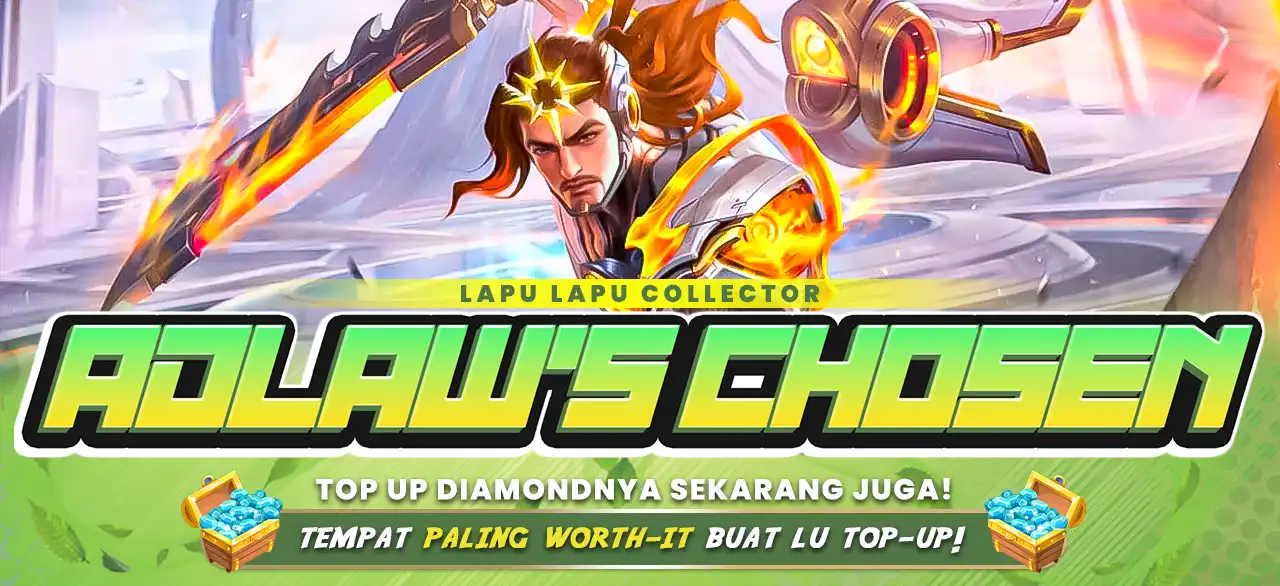 LAPU LAPU COLLECTOR
ADLAW'S CHOSEN
TOP UP DIAMONDNYA SEKARANG JUGA!
TEMPAT PALING WORTH-IT BUAT LU TOP-UP!